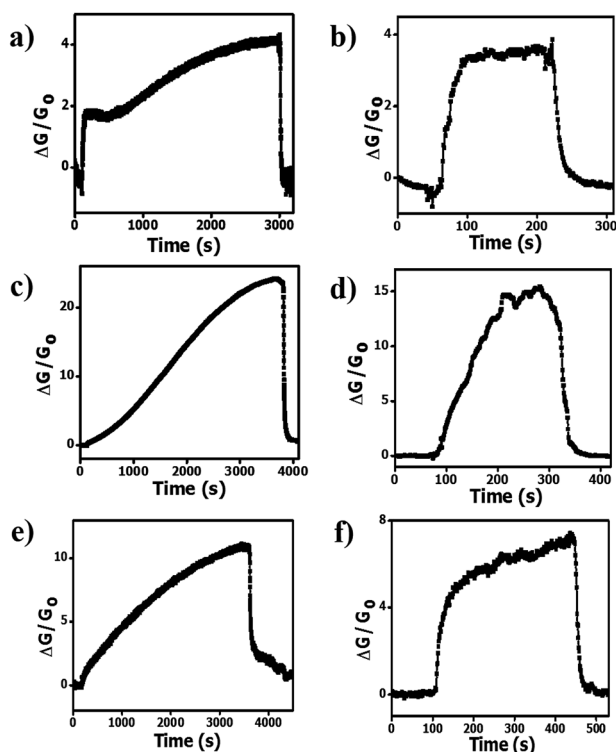 a)
ΔG/G₀
4
2
0
0 1000 2000 3000
Time (s)
b)
ΔG/G₀
4
0
0 100 200 300
Time (s)
c)
ΔG/G₀
20
10
0
0 1000 2000 3000 4000
Time (s)
d)
ΔG/G₀
15
10
5
0
0 100 200 300 400
Time (s)
e)
ΔG/G₀
10
5
0
0 1000 2000 3000 4000
Time (s)
f)
ΔG/G₀
8
4
0
0 100 200 300 400 500
Time (s)